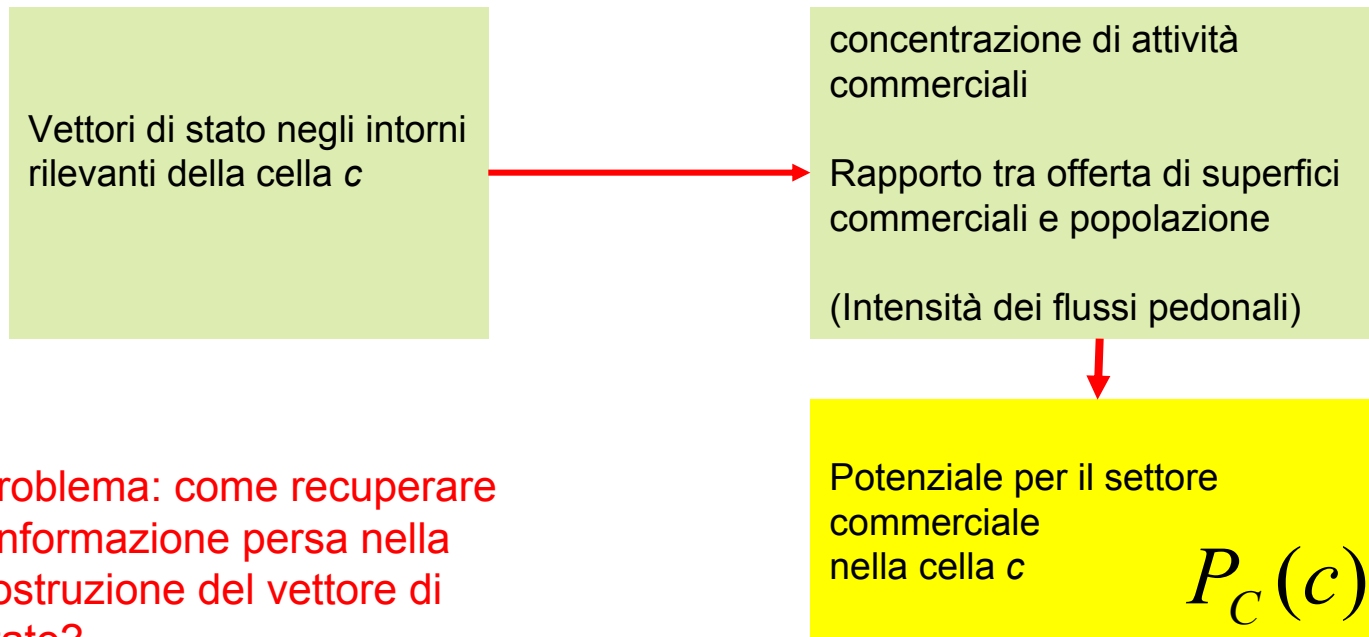 Vettori di stato negli intorni
rilevanti della cella c
concentrazione di attività
commerciali
Rapporto tra offerta di superfici
commerciali e popolazione
(Intensità dei flussi pedonali)
roblema: come recuperare
nformazione persa nella
ostruzione del vettore di
Potenziale per il settore
commerciale
nella cella c
P_C(c)